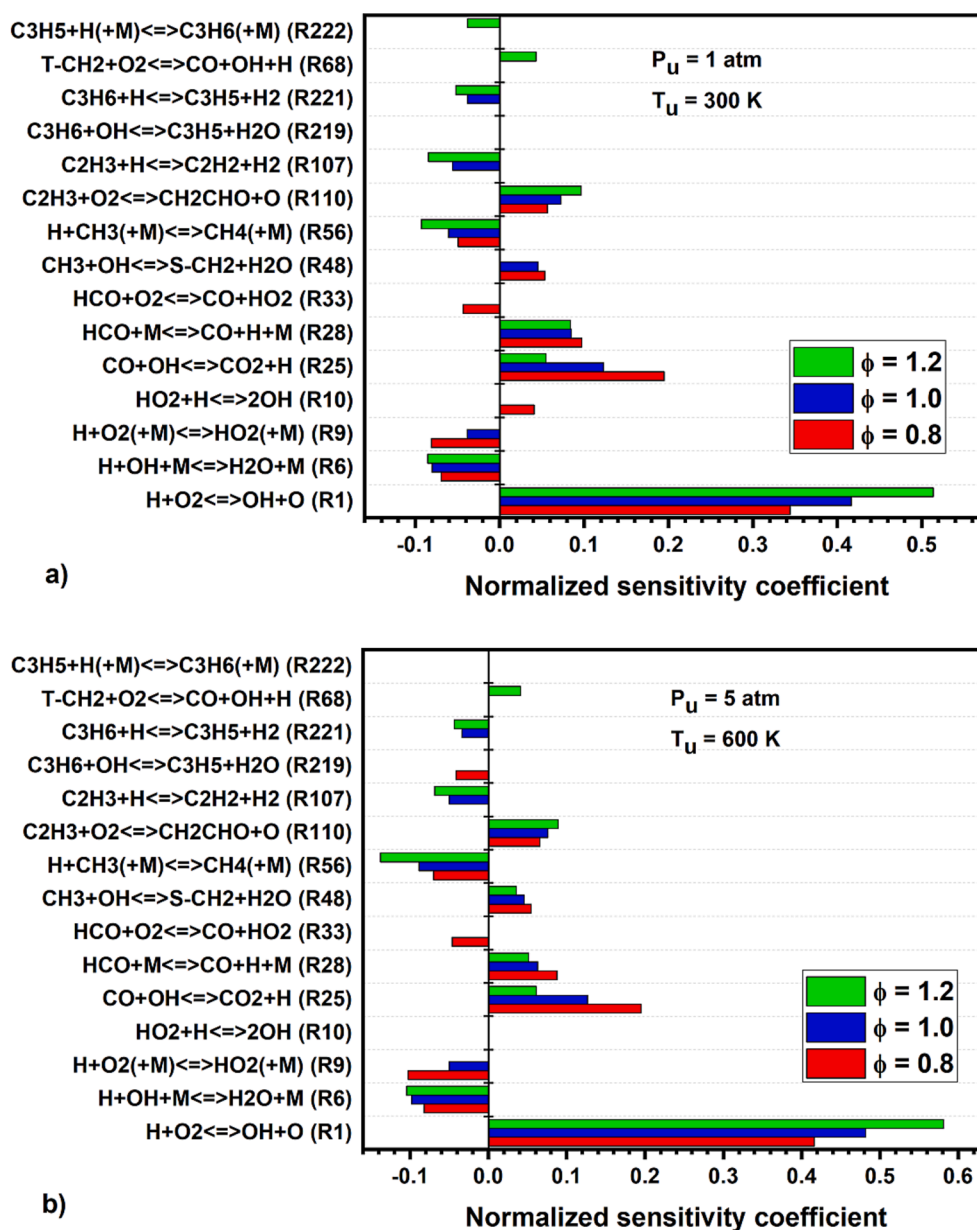 C3H5+H(+M)<=>C3H6(+M) (R222)
T-CH2+O2<=>CO+OH+H (R68)
C3H6+H<=>C3H5+H2 (R221)
C3H6+OH<=>C3H5+H2O (R219)
C2H3+H<=>C2H2+H2 (R107)
C2H3+O2<=>CH2CHO+O (R110)
H+CH3(+M)<=>CH4(+M) (R56)
CH3+OH<=>S-CH2+H2O (R48)
HCO+O2<=>CO+HO2 (R33)
HCO+M<=>CO+H+M (R28)
CO+OH<=>CO2+H (R25)
HO2+H<=>2OH (R10)
H+O2(+M)<=>HO2(+M) (R9)
H+OH+M<=>H2O+M (R6)
H+O2<=>OH+O (R1)
Pu = 1 atm
Tu = 300 K
ϕ = 1.2
ϕ = 1.0
ϕ = 0.8
-0.1 0.0 0.1 0.2 0.3 0.4 0.5
a)
Normalized sensitivity coefficient
C3H5+H(+M)<=>C3H6(+M) (R222)
T-CH2+O2<=>CO+OH+H (R68)
C3H6+H<=>C3H5+H2 (R221)
C3H6+OH<=>C3H5+H2O (R219)
C2H3+H<=>C2H2+H2 (R107)
C2H3+O2<=>CH2CHO+O (R110)
H+CH3(+M)<=>CH4(+M) (R56)
CH3+OH<=>S-CH2+H2O (R48)
HCO+O2<=>CO+HO2 (R33)
HCO+M<=>CO+H+M (R28)
CO+OH<=>CO2+H (R25)
HO2+H<=>2OH (R10)
H+O2(+M)<=>HO2(+M) (R9)
H+OH+M<=>H2O+M (R6)
H+O2<=>OH+O (R1)
Pu = 5 atm
Tu = 600 K
ϕ = 1.2
ϕ = 1.0
ϕ = 0.8
-0.1 0.0 0.1 0.2 0.3 0.4 0.5 0.6
b)
Normalized sensitivity coefficient